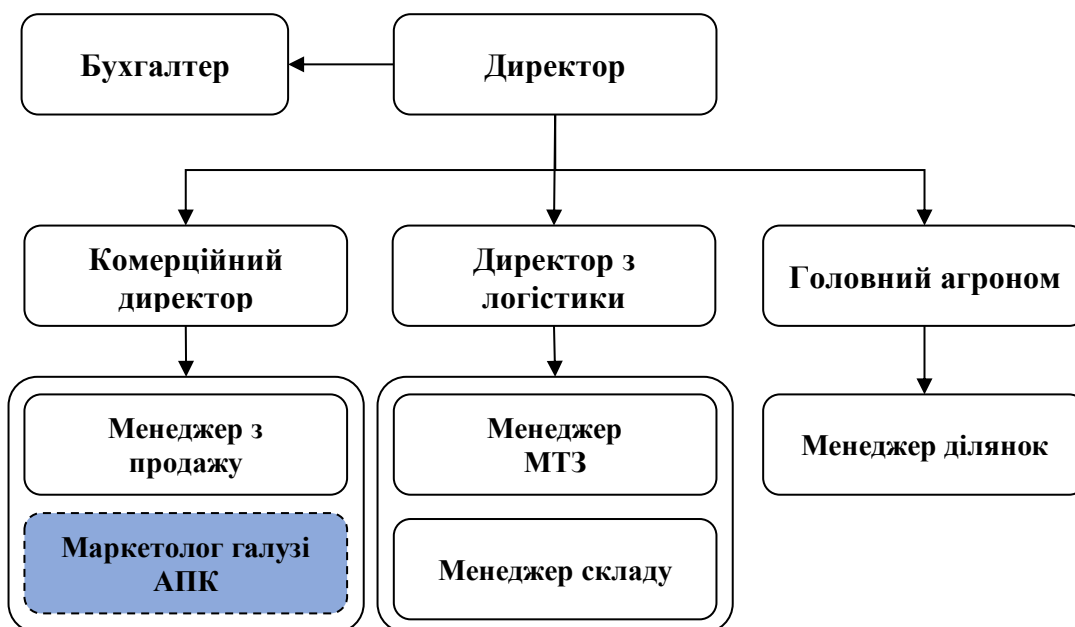 Бухгалтер
Директор
Комерційний
директор
Директор з
логістики
Головний агроном
Менеджер з
продажу
Менеджер
МТЗ
Менеджер ділянок
Маркетолог галузі
АПК
Менеджер складу